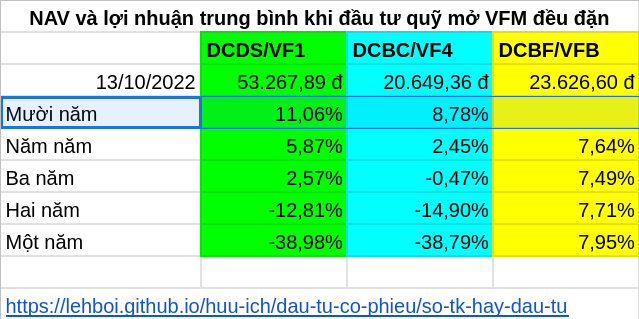 NAV và lợi nhuận trung bình khi đầu tư quỹ mở VFM đều đặn
DCDS/VF1 DCBC/VF4 DCBF/VFB
13/10/2022 53.267,89 đ 20.649,36 đ 23.626,60 đ
Mười năm 11,06% 8,78%
Năm năm 5,87% 2,45% 7,64%
Ba năm 2,57% -0,47% 7,49%
Hai năm -12,81% -14,90% 7,71%
Một năm -38,98% -38,79% 7,95%
https://lehboi.github.io/huu-ich/dau-tu-co-phieu/so-tk-hay-dau-tu